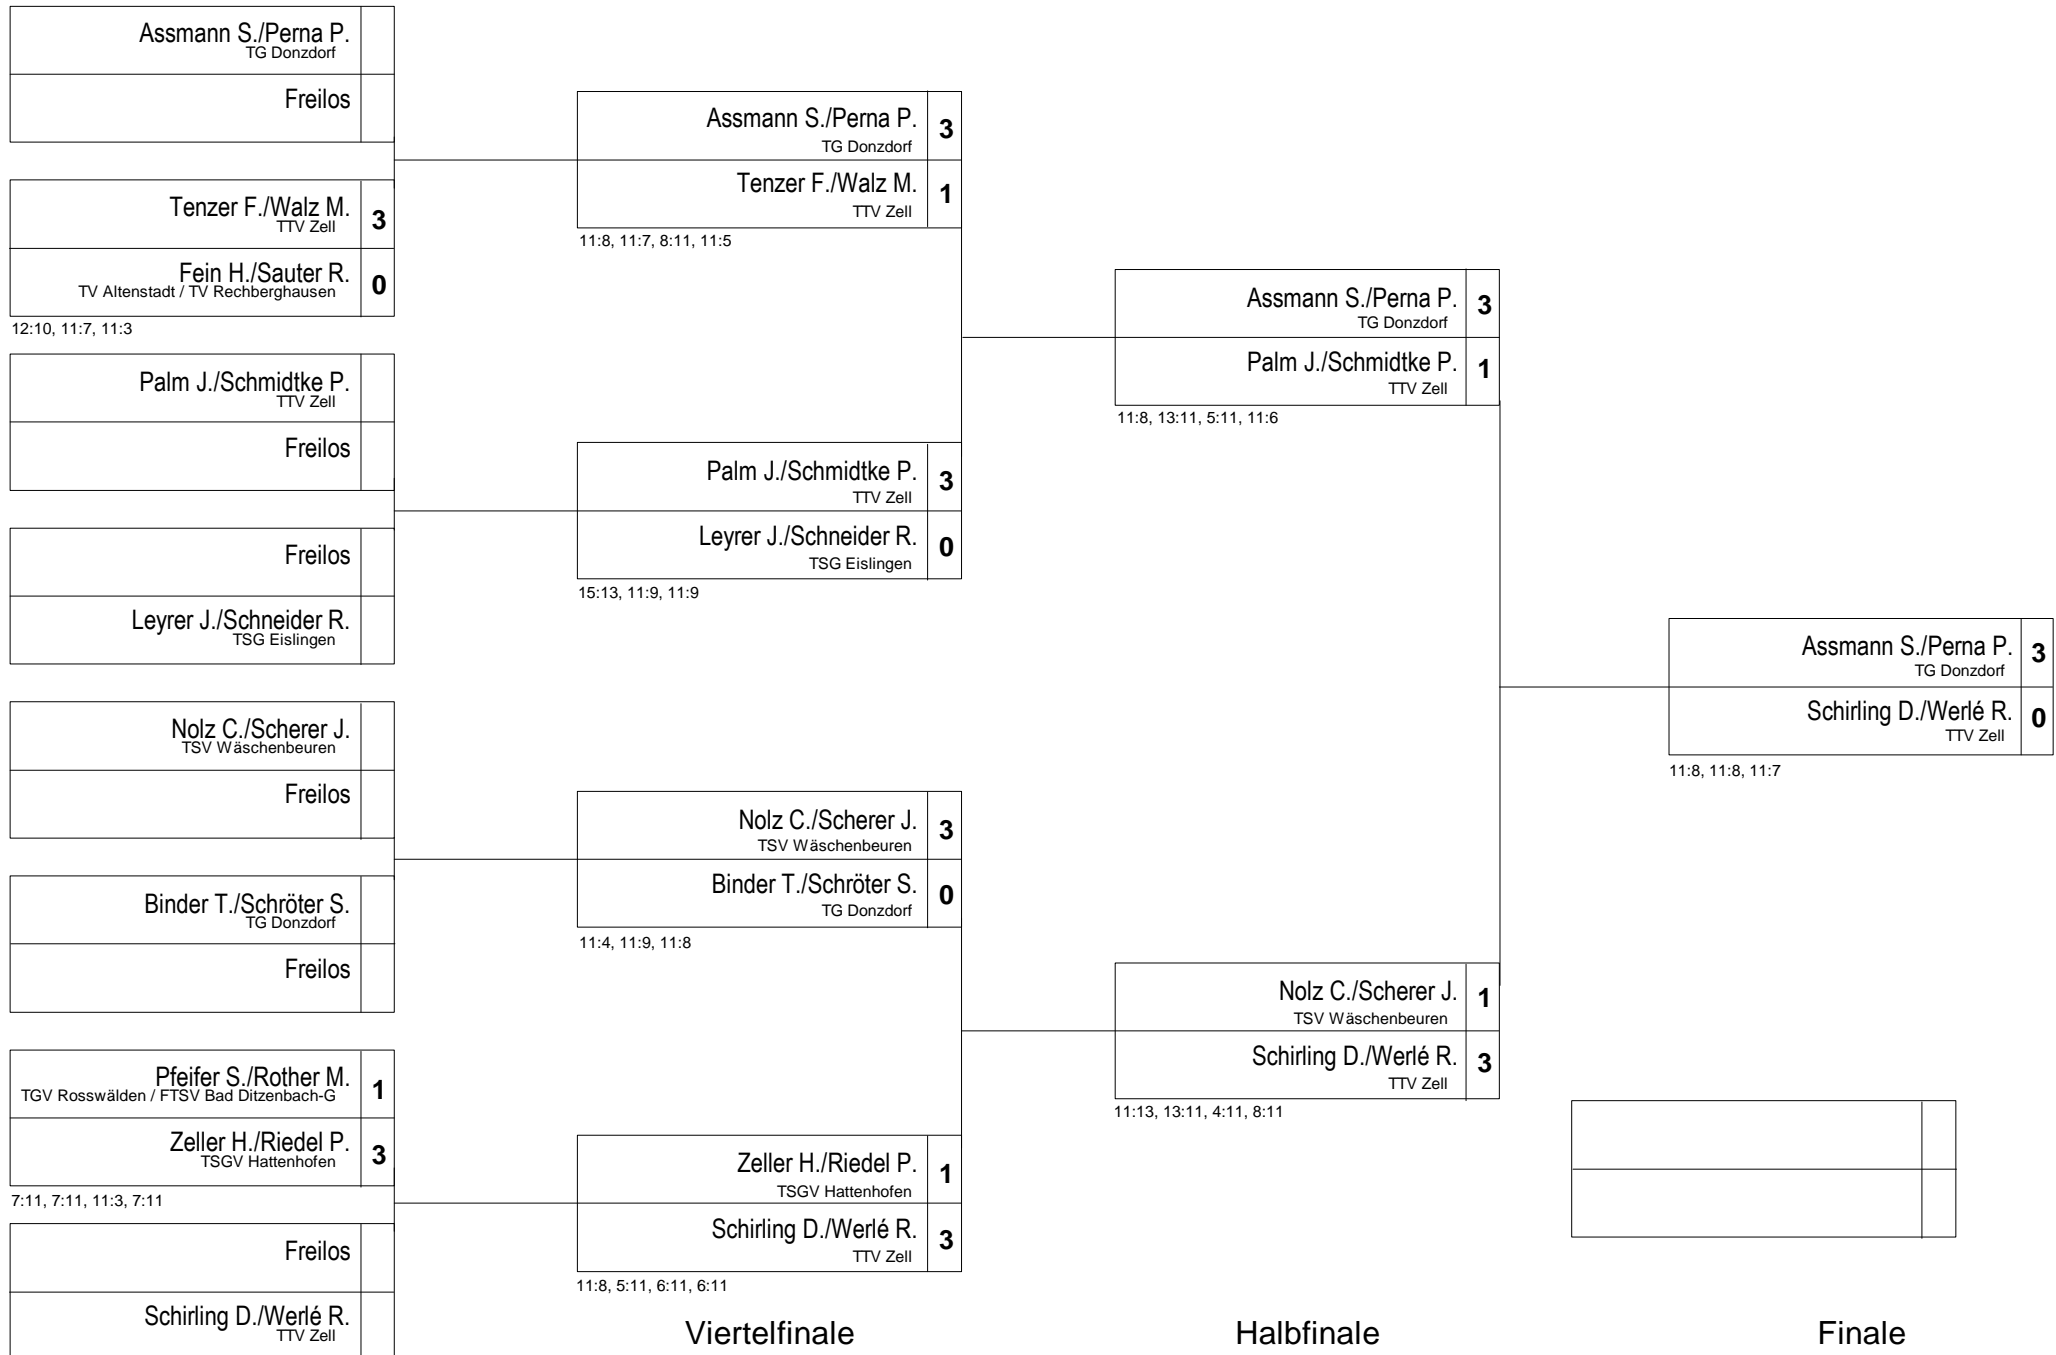 Assmann S./Perna P.
TG Donzdorf
Freilos
Tenzer F./Walz M. 3
TTV Zell
Fein H./Sauter R. 0
TV Altenstadt / TV Rechberghausen
12:10, 11:7, 11:3
Palm J./Schmidtke P.
TTV Zell
Freilos
Freilos
Leyrer J./Schneider R.
TSG Eislingen
Nolz C./Scherer J.
TSV Wäschenbeuren
Freilos
Binder T./Schröter S.
TG Donzdorf
Freilos
Pfeifer S./Rother M. 1
TGV Rosswälden / FTSV Bad Ditzenbach-G
Zeller H./Riedel P. 3
TSGV Hattenhofen
7:11, 7:11, 11:3, 7:11
Freilos
Schirling D./Werlé R.
TTV Zell
Assmann S./Perna P. 3
TG Donzdorf
Tenzer F./Walz M. 1
TTV Zell
11:8, 11:7, 8:11, 11:5
Palm J./Schmidtke P. 3
TTV Zell
Leyrer J./Schneider R. 0
TSG Eislingen
15:13, 11:9, 11:9
Nolz C./Scherer J. 3
TSV Wäschenbeuren
Binder T./Schröter S. 0
TG Donzdorf
11:4, 11:9, 11:8
Zeller H./Riedel P. 1
TSGV Hattenhofen
Schirling D./Werlé R. 3
TTV Zell
11:8, 5:11, 6:11, 6:11
Viertelfinale
Assmann S./Perna P. 3
TG Donzdorf
Palm J./Schmidtke P. 1
TTV Zell
11:8, 13:11, 5:11, 11:6
Nolz C./Scherer J. 1
TSV Wäschenbeuren
Schirling D./Werlé R. 3
TTV Zell
11:13, 13:11, 4:11, 8:11
Halbfinale
Assmann S./Perna P. 3
TG Donzdorf
Schirling D./Werlé R. 0
TTV Zell
11:8, 11:8, 11:7
Finale